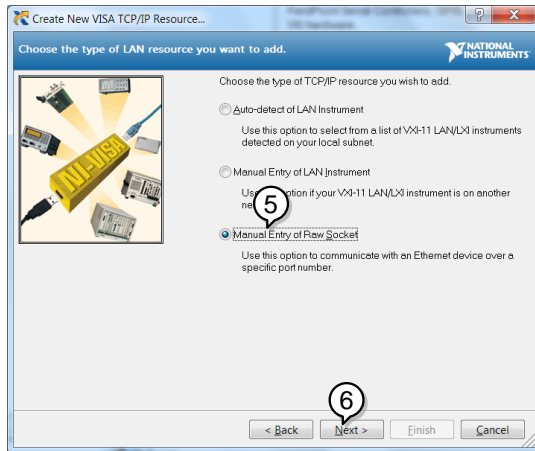 Create New VISA TCP/IP Resource...
Choose the type of LAN resource you want to add.
NATIONAL
INSTRUMENTS
Choose the type of TCP/IP resource you wish to add.
Auto-detect of LAN Instrument
Use this option to select from a list of VXI-11 LAN/LXI instruments
detected on your local subnet.
Manual Entry of LAN Instrument
option if your VXI-11 LAN/LXI instrument is on another
5
Manual Entry of Raw Socket
Use this option to communicate with an Ethernet device over a
specific port number.
NI-VISA
6
< Back Next > Finish Cancel